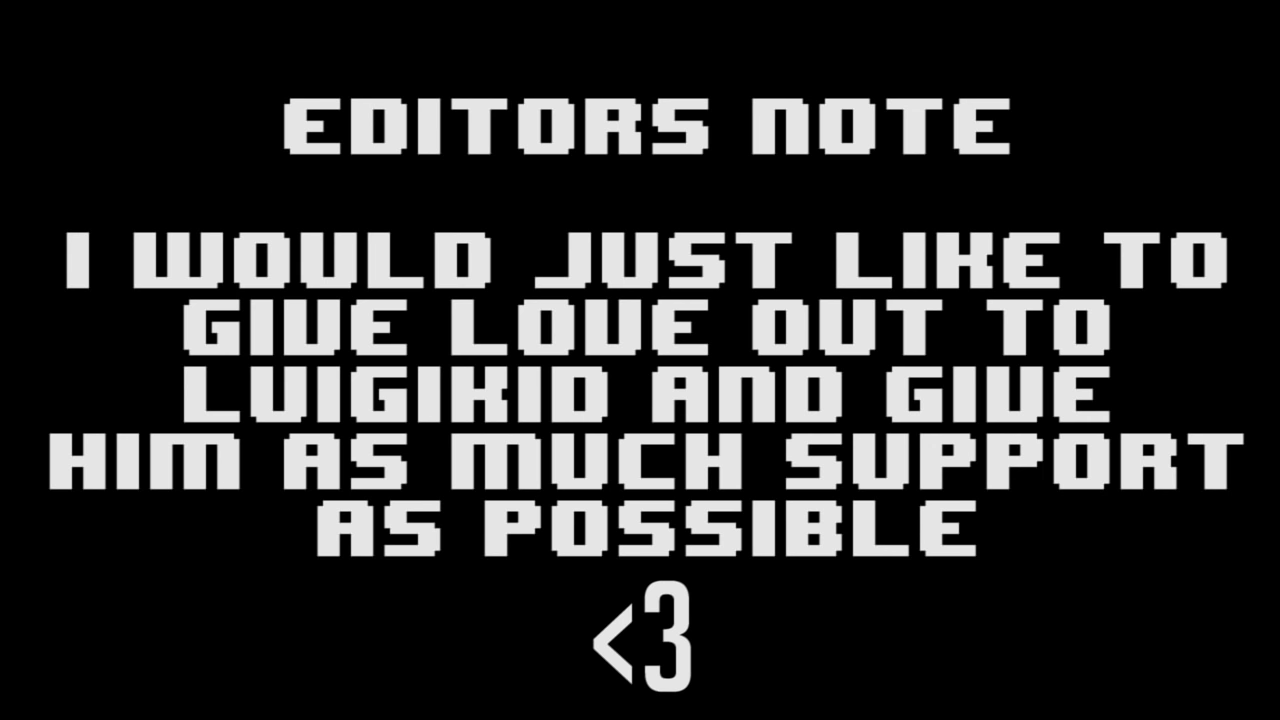 EDITORS NOTE
I WOULD JUST LIKE TO
GIVE LOVE OUT TO
LUIGIKID AND GIVE
HIM AS MUCH SUPPORT
AS POSSIBLE
<3